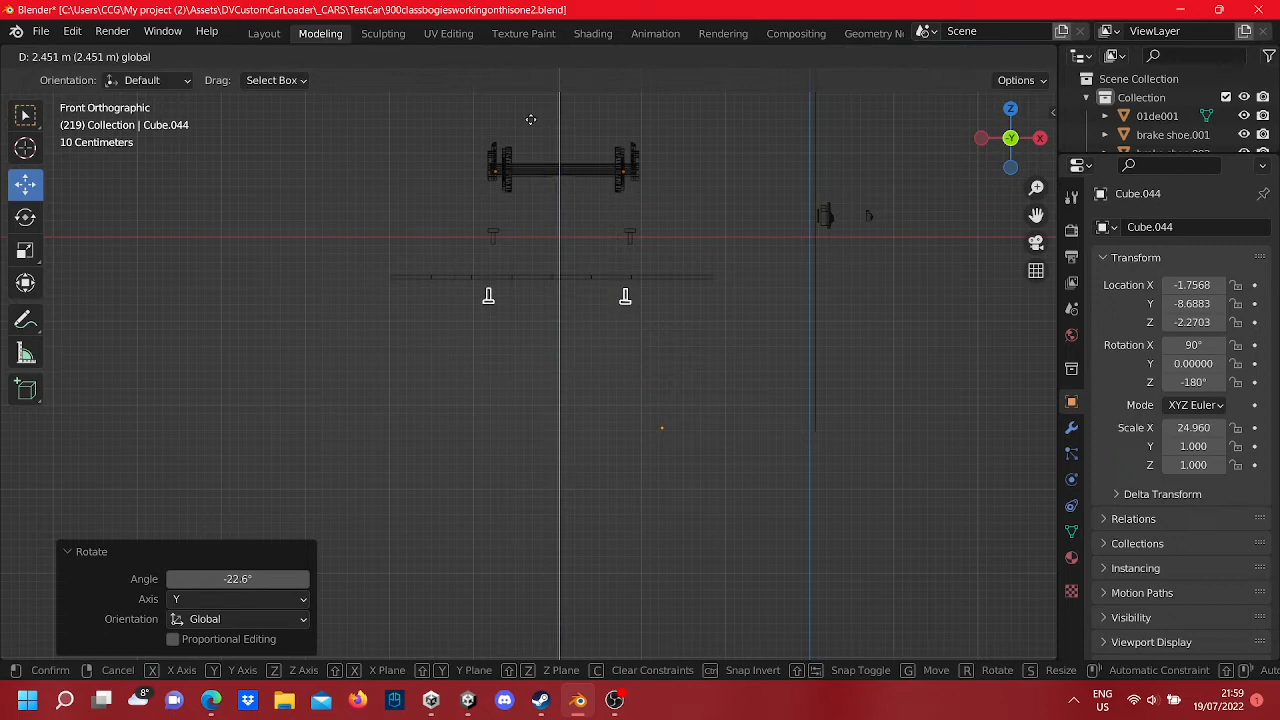 Blender* [C:\Users\CCG\My project (2)\Assets\DVCustomCarLoader\_CARS\TestCar\900classbogiesworkingonthisone2.blend]
File Edit Render Window Help Layout Modeling Sculpting UV Editing Texture Paint Shading Animation Rendering Compositing Geometry No Scene ViewLayer
D: 2.451 m (2.451 m) global
Orientation: Default Drag: Select Box Options
Front Orthographic
(219) Collection | Cube.044
10 Centimeters
Z
X
-Y
Scene Collection
Collection
01de001
brake shoe.001
Cube.044
Cube.044
Transform
Location X -1.7568
Y -8.6883
Z -2.2703
Rotation X 90°
Y 0.00000
Z -180°
Mode XYZ Euler
Scale X 24.960
Y 1.000
Z 1.000
Delta Transform
Relations
Collections
Instancing
Motion Paths
Visibility
Viewport Display
Rotate
Angle -22.6°
Axis Y
Orientation Global
Proportional Editing
Confirm Cancel X X Axis Y Y Axis Z Z Axis X X Plane Y Y Plane Z Z Plane C Clear Constraints Ctrl Snap Invert Snap Toggle G Move R Rotate S Resize Automatic Constraint Auto
8°
ENG
US
21:59
19/07/2022
1